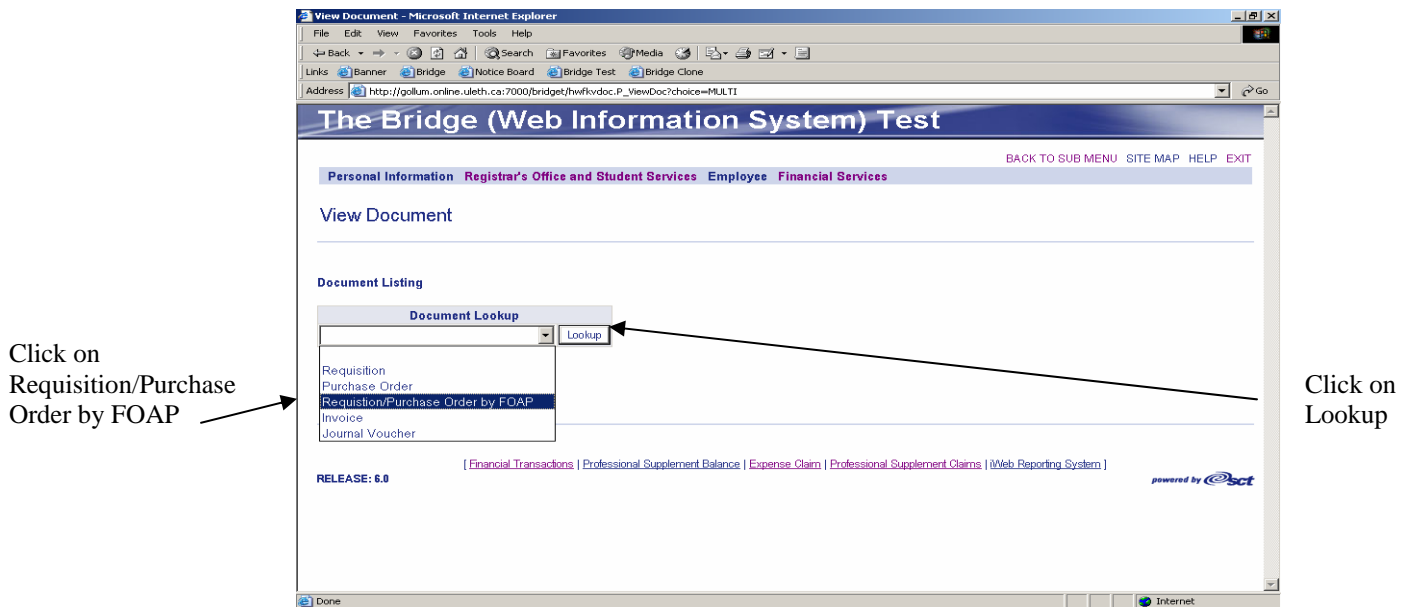 View Document - Microsoft Internet Explorer
File Edit View Favorites Tools Help
Back Search Favorites Media
Links Banner Bridge Notice Board Bridge Test Bridge Clone
Address http://gollum.online.uleth.ca:7000/bridget/hwfkvdoc.P_ViewDoc?choice=MULTI Go
The Bridge (Web Information System) Test
BACK TO SUB MENU SITE MAP HELP EXIT
Personal Information Registrar's Office and Student Services Employee Financial Services
View Document
Document Listing
Document Lookup
Lookup
Requisition
Purchase Order
Requistion/Purchase Order by FOAP
Invoice
Journal Voucher
Click on
Requisition/Purchase
Order by FOAP
Click on
Lookup
[ Financial Transactions | Professional Supplement Balance | Expense Claim | Professional Supplement Claims | iWeb Reporting System ]
RELEASE: 6.0
powered by sct
Done Internet